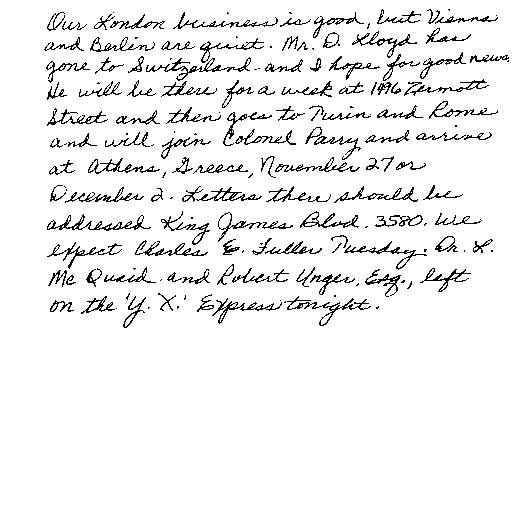 Our London business is good, but Vienna
and Berlin are quiet. Mr. D. Lloyd has
gone to Switzerland and I hope for good news.
He will be there for a week at 1496 Zermott
Street and then goes to Turin and Rome
and will join Colonel Parry and arrive
at Athens, Greece, November 27 or
December 2. Letters there should be
addressed King James Blvd. 3580. We
expect Charles E. Fuller Tuesday. Dr. L.
Mc Quaid and Robert Unger, Esq., left
on the 'Y. X.' Express tonight.